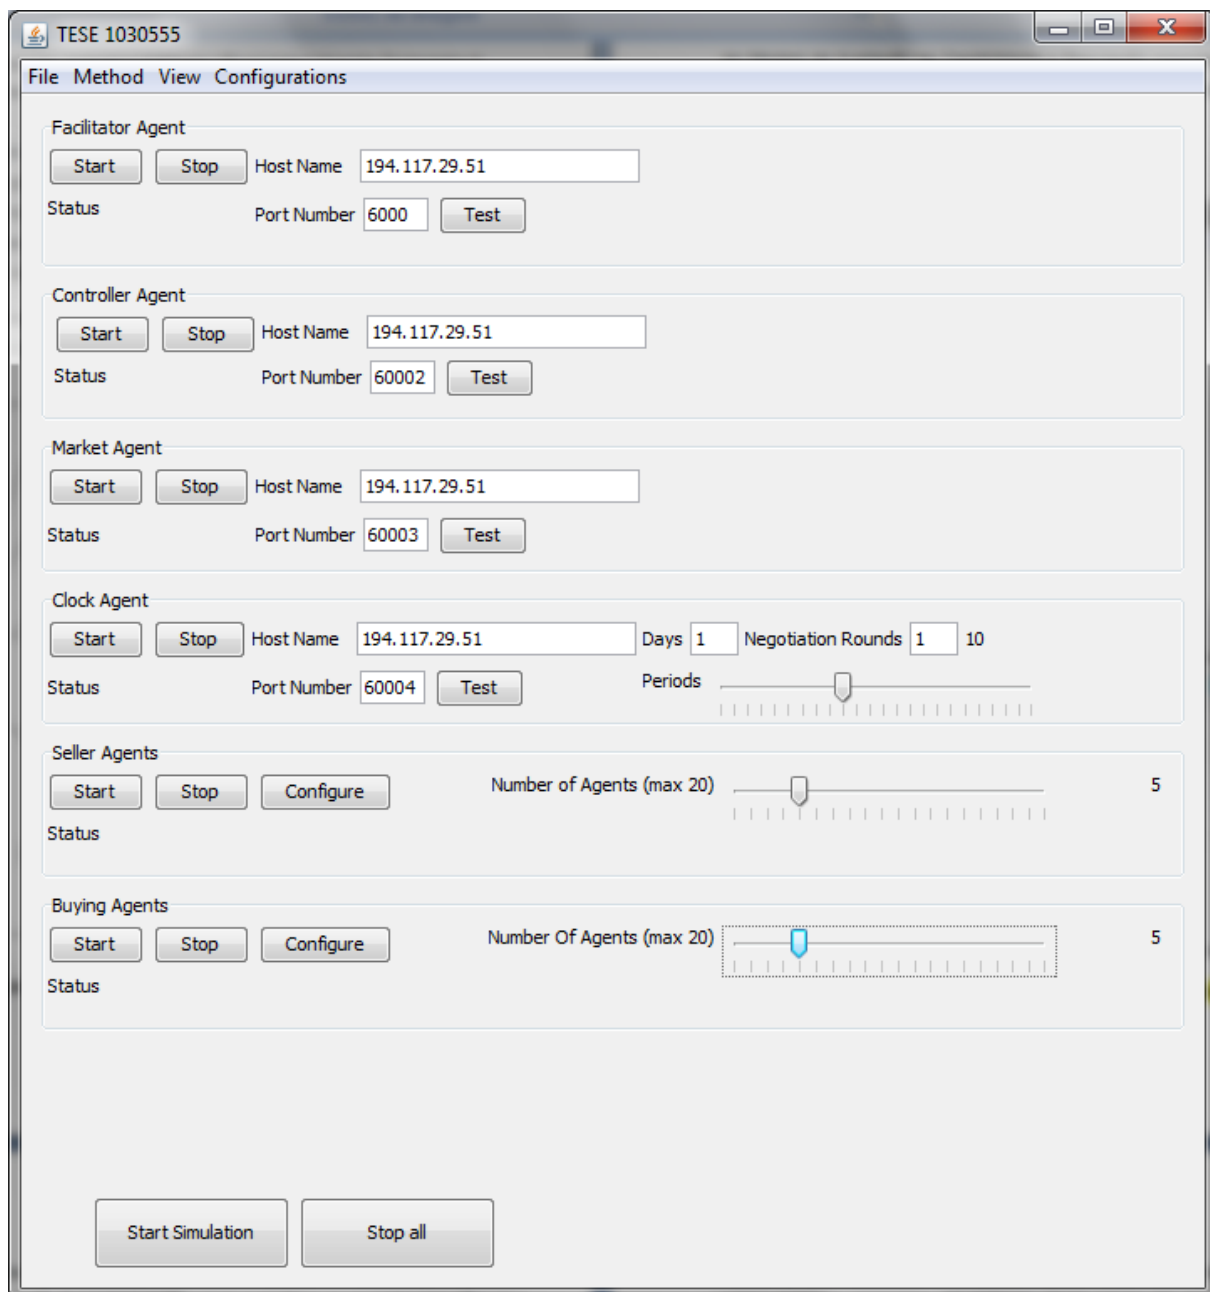 TESE 1030555
File Method View Configurations
Facilitator Agent
Start Stop Host Name 194.117.29.51
Status Port Number 6000 Test
Controller Agent
Start Stop Host Name 194.117.29.51
Status Port Number 60002 Test
Market Agent
Start Stop Host Name 194.117.29.51
Status Port Number 60003 Test
Clock Agent
Start Stop Host Name 194.117.29.51 Days 1 Negotiation Rounds 1 10
Status Port Number 60004 Test Periods
Seller Agents
Start Stop Configure Number of Agents (max 20) 5
Status
Buying Agents
Start Stop Configure Number Of Agents (max 20) 5
Status
Start Simulation Stop all